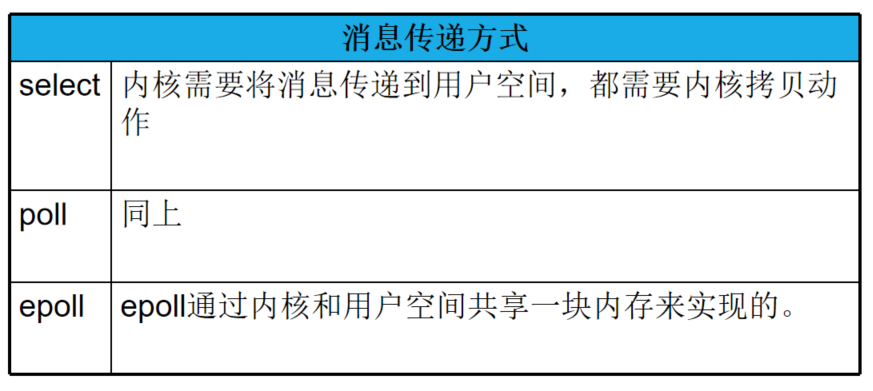 消息传递方式
select 内核需要将消息传递到用户空间，都需要内核拷贝动
作
poll 同上
epoll epoll通过内核和用户空间共享一块内存来实现的。